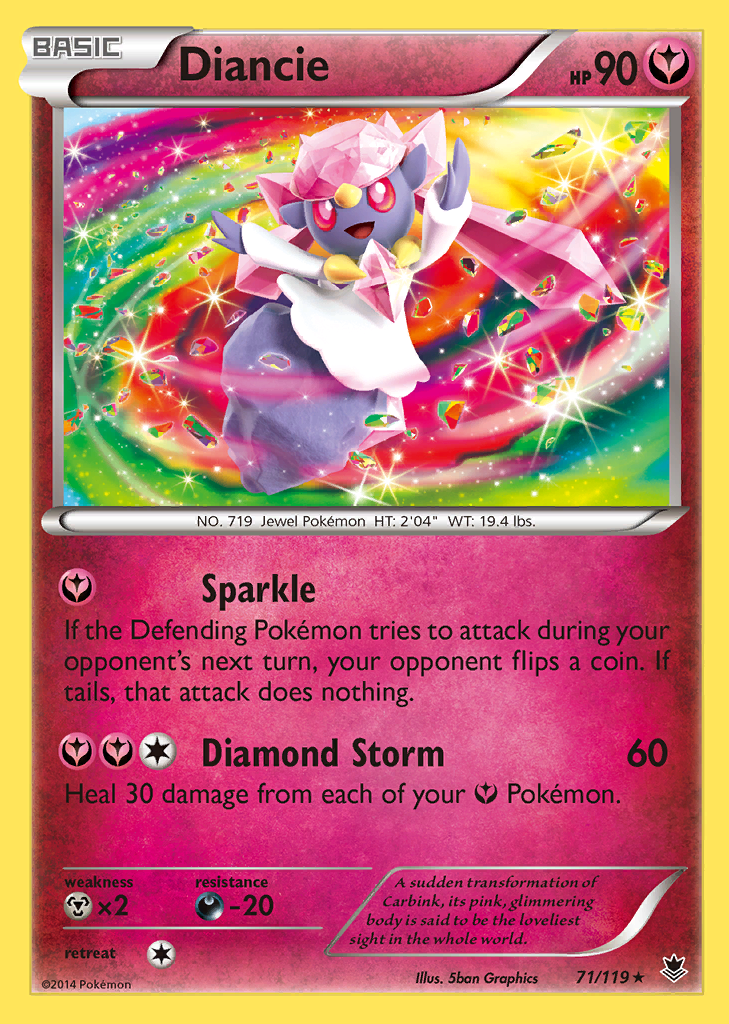 BASIC
Diancie
HP 90
NO. 719 Jewel Pokémon HT: 2'04" WT: 19.4 lbs.
Sparkle
If the Defending Pokémon tries to attack during your
opponent's next turn, your opponent flips a coin. If
tails, that attack does nothing.
Diamond Storm 60
Heal 30 damage from each of your Pokémon.
weakness
×2
resistance
-20
A sudden transformation of
Carbink, its pink, glimmering
body is said to be the loveliest
sight in the whole world.
retreat
©2014 Pokémon
Illus. 5ban Graphics
71/119 ★